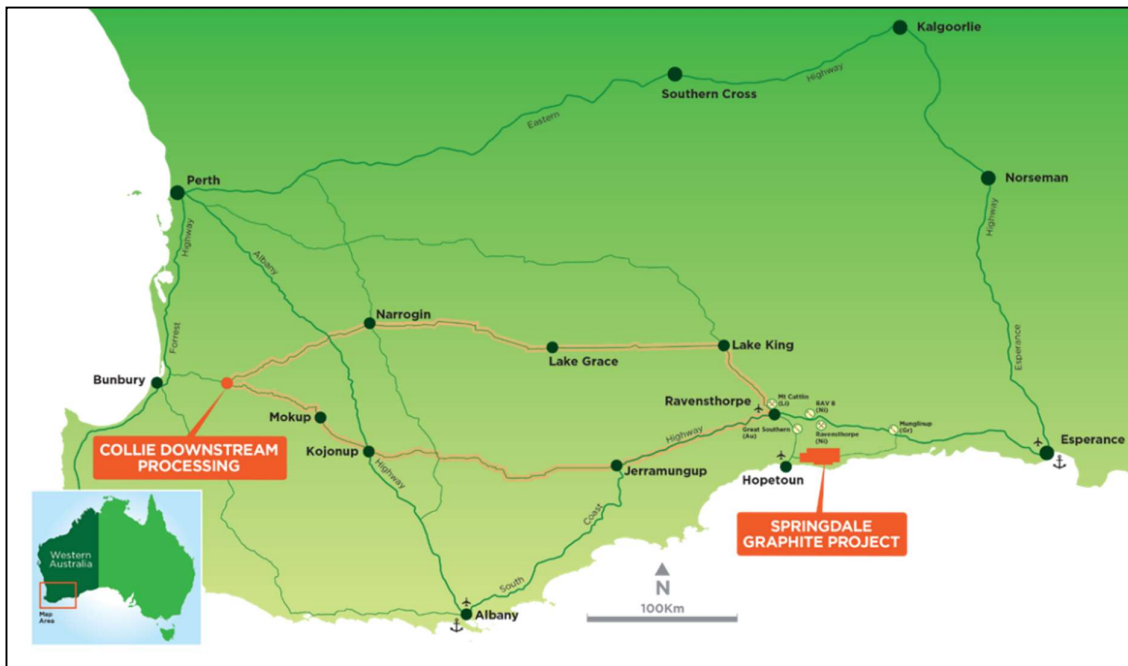 Kalgoorlie
Highway
Southern Cross
Eastern
Perth
Norseman
Highway
Albany
Highway
Narrogin
Forrest
Lake Grace
Lake King
Esperance
Bunbury
Ravensthorpe
Mt Cattlin
(Li)
RAV 8
(Ni)
Mokup
Great Southern
(Au)
Ravensthorpe
(Ni)
Munglinup
(Gr)
COLLIE DOWNSTREAM
PROCESSING
Kojonup
Highway
Highway
Jerramungup
Hopetoun
Esperance
Coast
SPRINGDALE
GRAPHITE PROJECT
South
Albany
N
100Km
Western
Australia
Map
Area